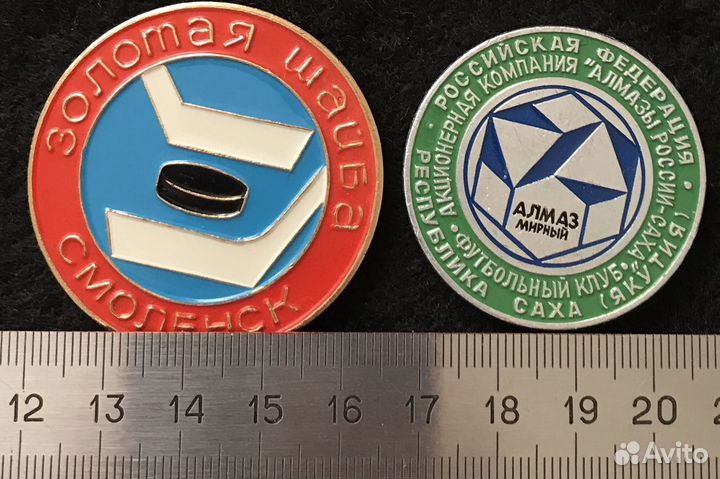 золотая шайба
СМОЛЕНСК
РОССИЙСКАЯ ФЕДЕРАЦИЯ
РЕСПУБЛИКА САХА (ЯКУТИЯ)
АКЦИОНЕРНАЯ КОМПАНИЯ "АЛМАЗЫ РОССИИ-САХА"
ФУТБОЛЬНЫЙ КЛУБ
АЛМАЗ
МИРНЫЙ
12 13 14 15 16 17 18 19 20
Avito